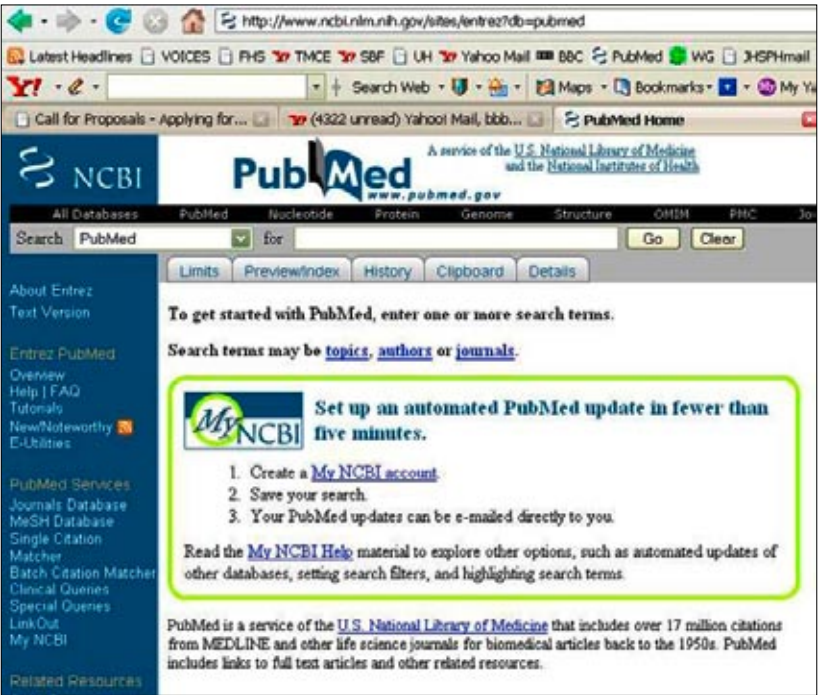 http://www.ncbi.nlm.nih.gov/sites/entrez?db=pubmed
Latest Headlines VOICES FHS TMCE SBF UH Yahoo Mail BBC PubMed WG JHSPHmail
Y! Search Web Maps Bookmarks My Ya
Call for Proposals - Applying for... (4322 unread) Yahoo! Mail, bbb... PubMed Home
NCBI PubMed www.pubmed.gov
A service of the U.S. National Library of Medicine
and the National Institutes of Health
All Databases PubMed Nucleotide Protein Genome Structure OMIM PMC Jo
Search PubMed for Go Clear
Limits Preview/Index History Clipboard Details
About Entrez
Text Version
Entrez PubMed
Overview
Help | FAQ
Tutorials
New/Noteworthy
E-Utilities
PubMed Services
Journals Database
MeSH Database
Single Citation
Matcher
Batch Citation Matcher
Clinical Queries
Special Queries
LinkOut
My NCBI
Related Resources
To get started with PubMed, enter one or more search terms.
Search terms may be topics, authors or journals.
My NCBI
Set up an automated PubMed update in fewer than
five minutes.
1. Create a My NCBI account.
2. Save your search.
3. Your PubMed updates can be e-mailed directly to you.
Read the My NCBI Help material to explore other options, such as automated updates of
other databases, setting search filters, and highlighting search terms.
PubMed is a service of the U.S. National Library of Medicine that includes over 17 million citations
from MEDLINE and other life science journals for biomedical articles back to the 1950s. PubMed
includes links to full text articles and other related resources.